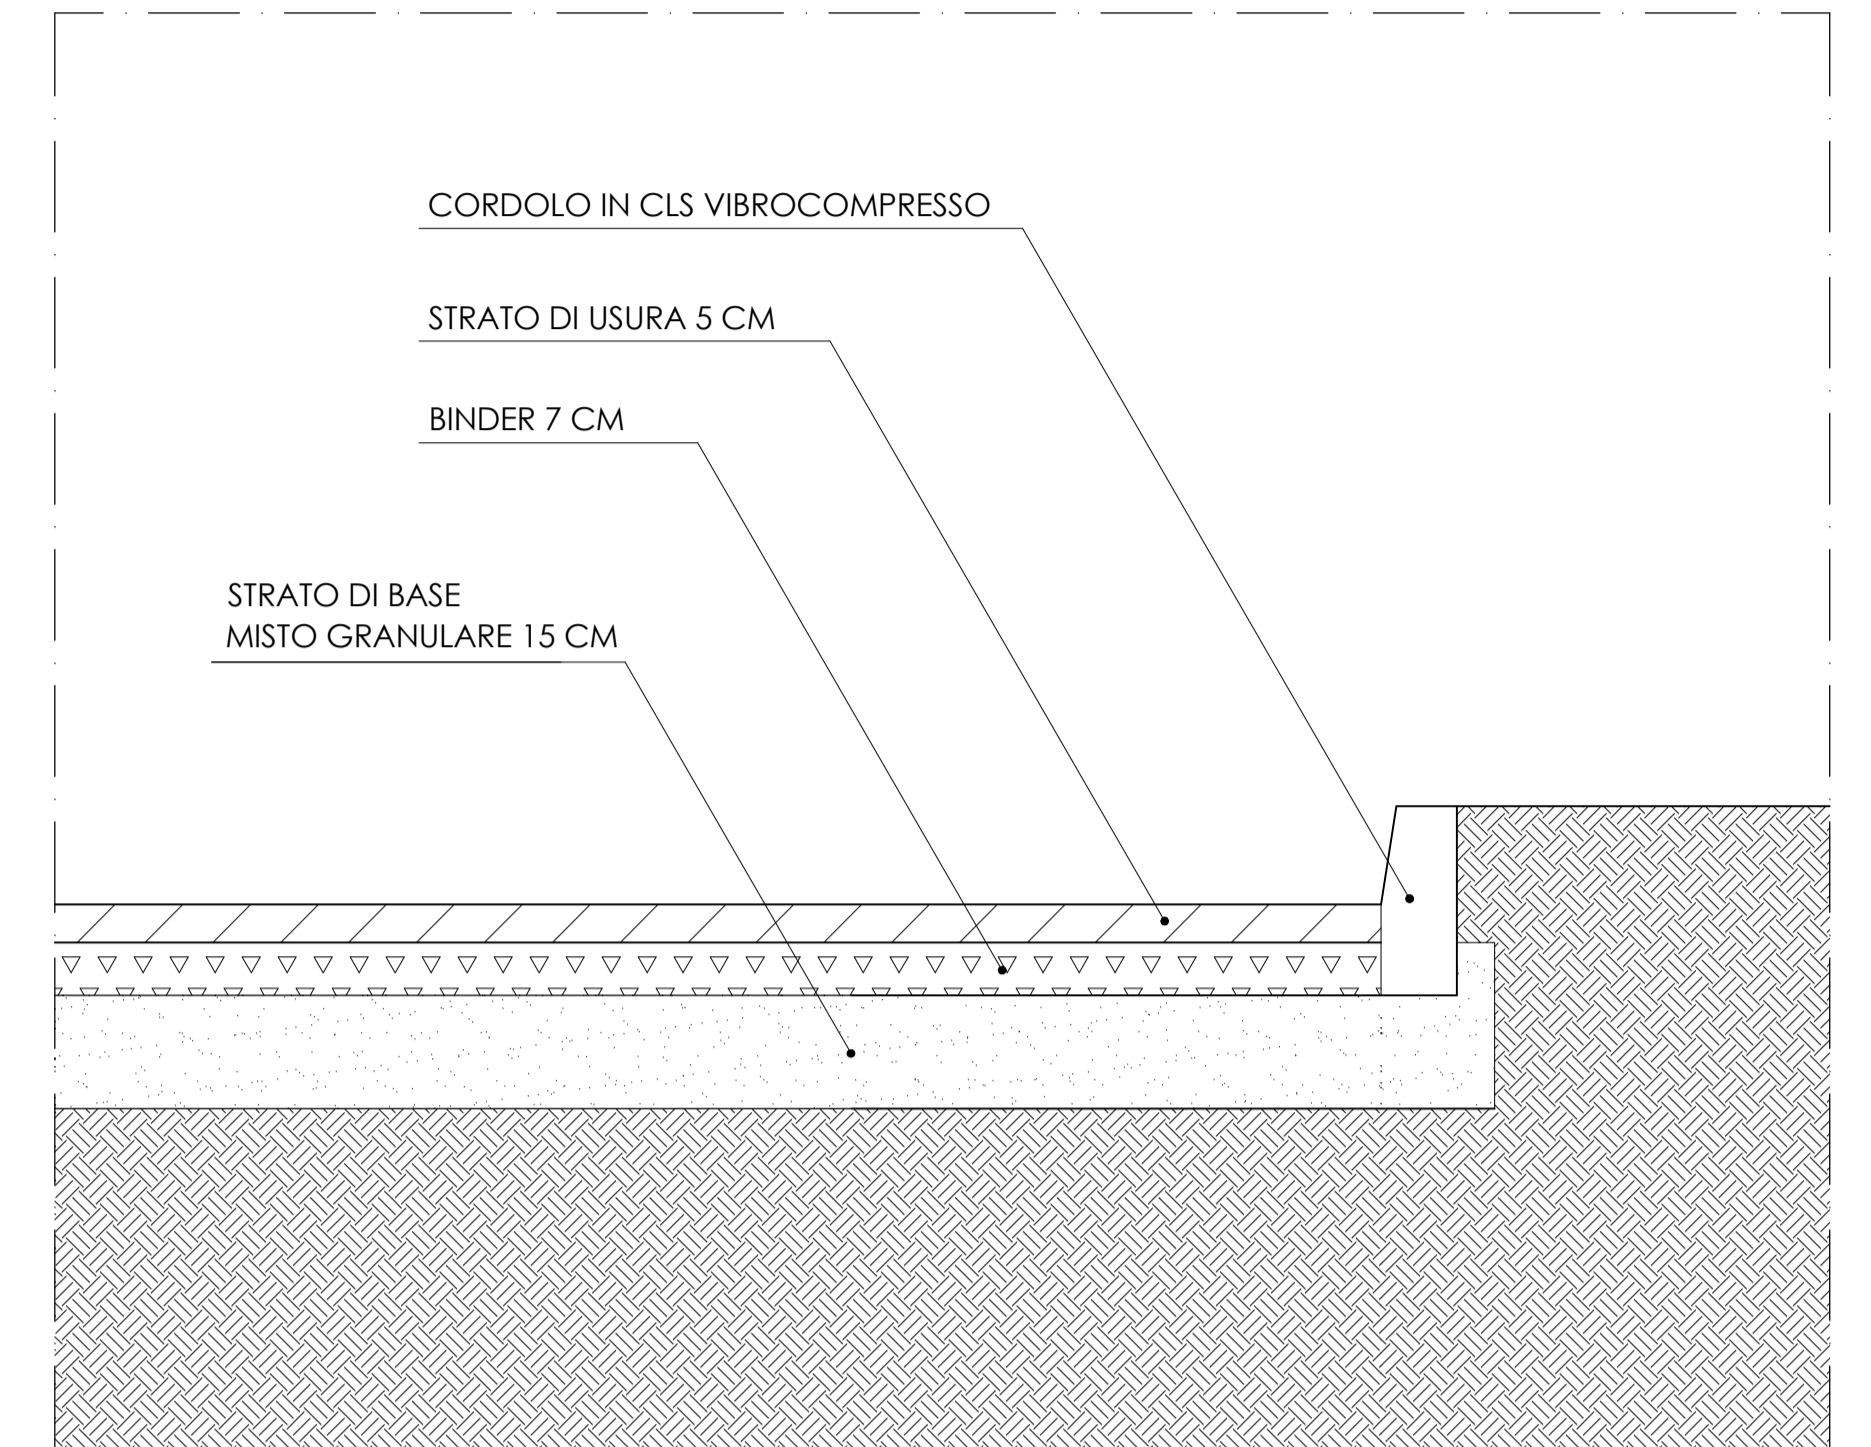 CORDOLO IN CLS VIBROCOMPRESSO
STRATO DI USURA 5 CM
BINDER 7 CM
STRATO DI BASE
MISTO GRANULARE 15 CM